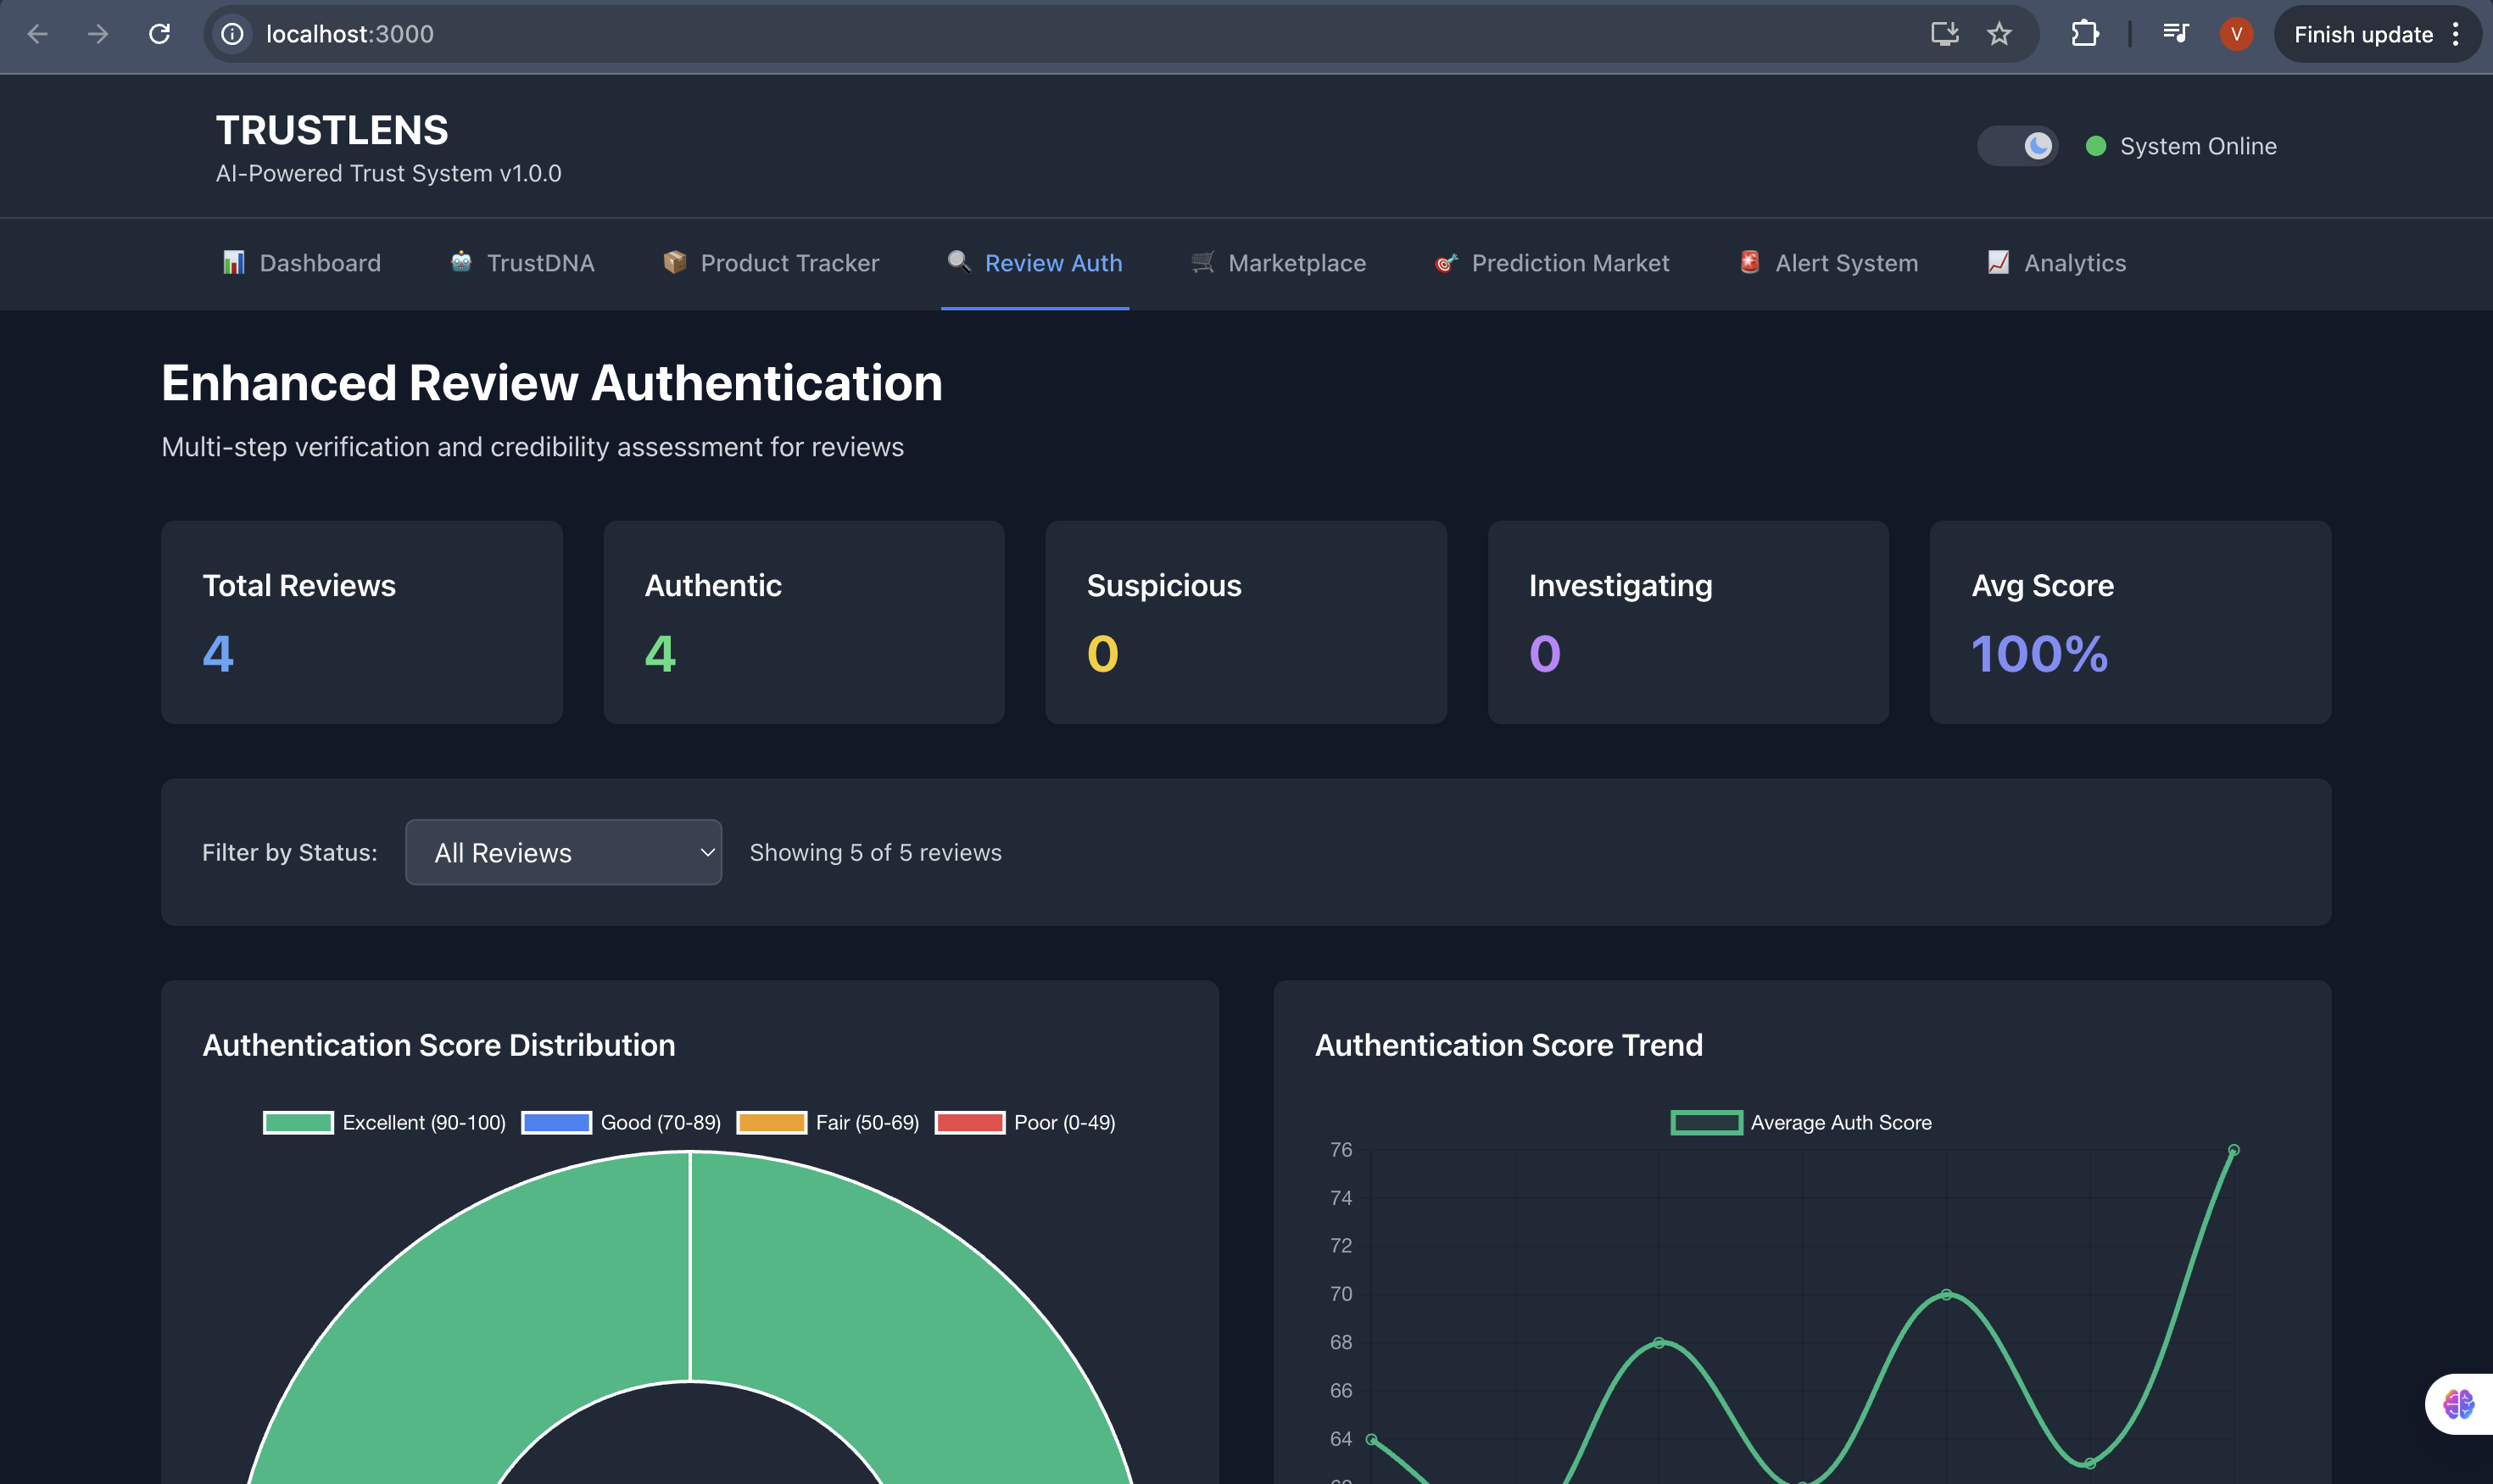 localhost:3000
Finish update
V
TRUSTLENS
AI-Powered Trust System v1.0.0
System Online
Dashboard
TrustDNA
Product Tracker
Review Auth
Marketplace
Prediction Market
Alert System
Analytics
Enhanced Review Authentication
Multi-step verification and credibility assessment for reviews
Total Reviews
4
Authentic
4
Suspicious
0
Investigating
0
Avg Score
100%
Filter by Status:
All Reviews
Showing 5 of 5 reviews
Authentication Score Distribution
Excellent (90-100)
Good (70-89)
Fair (50-69)
Poor (0-49)
Authentication Score Trend
Average Auth Score
76
74
72
70
68
66
64